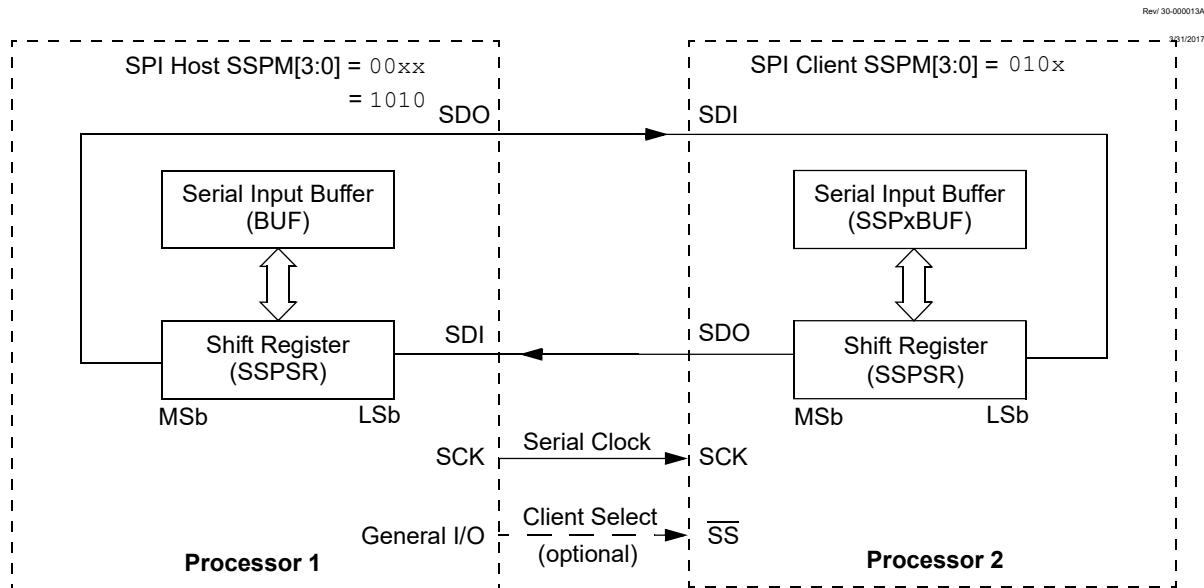 Rev/ 30-000013A
3/31/2017
SPI Host SSPM[3:0] = 00xx
= 1010
SPI Client SSPM[3:0] = 010x
SDO
SDI
Serial Input Buffer
(BUF)
Serial Input Buffer
(SSPxBUF)
SDI
SDO
Shift Register
(SSPSR)
Shift Register
(SSPSR)
MSb
LSb
MSb
LSb
SCK
Serial Clock
SCK
General I/O
Client Select
(optional)
SS
Processor 1
Processor 2